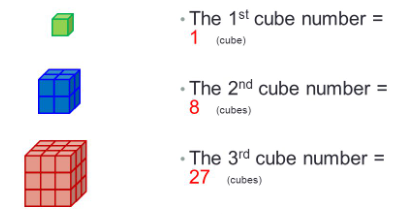 • The 1st cube number =
1 (cube)
• The 2nd cube number =
8 (cubes)
• The 3rd cube number =
27 (cubes)